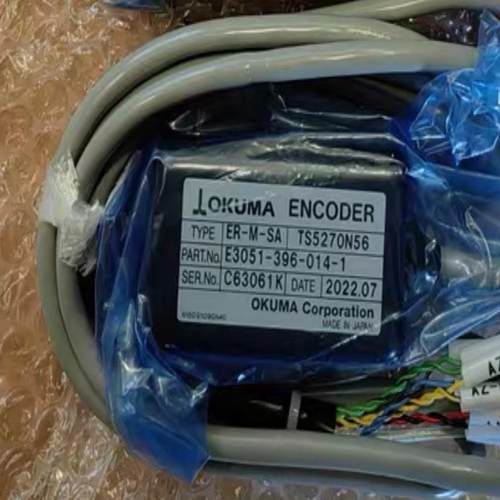 OKUMA ENCODER
TYPE ER-M-SA TS5270N56
PART.No. E3051-396-014-1
SER.No. C63061K DATE 2022.07
OKUMA Corporation
MADE IN JAPAN